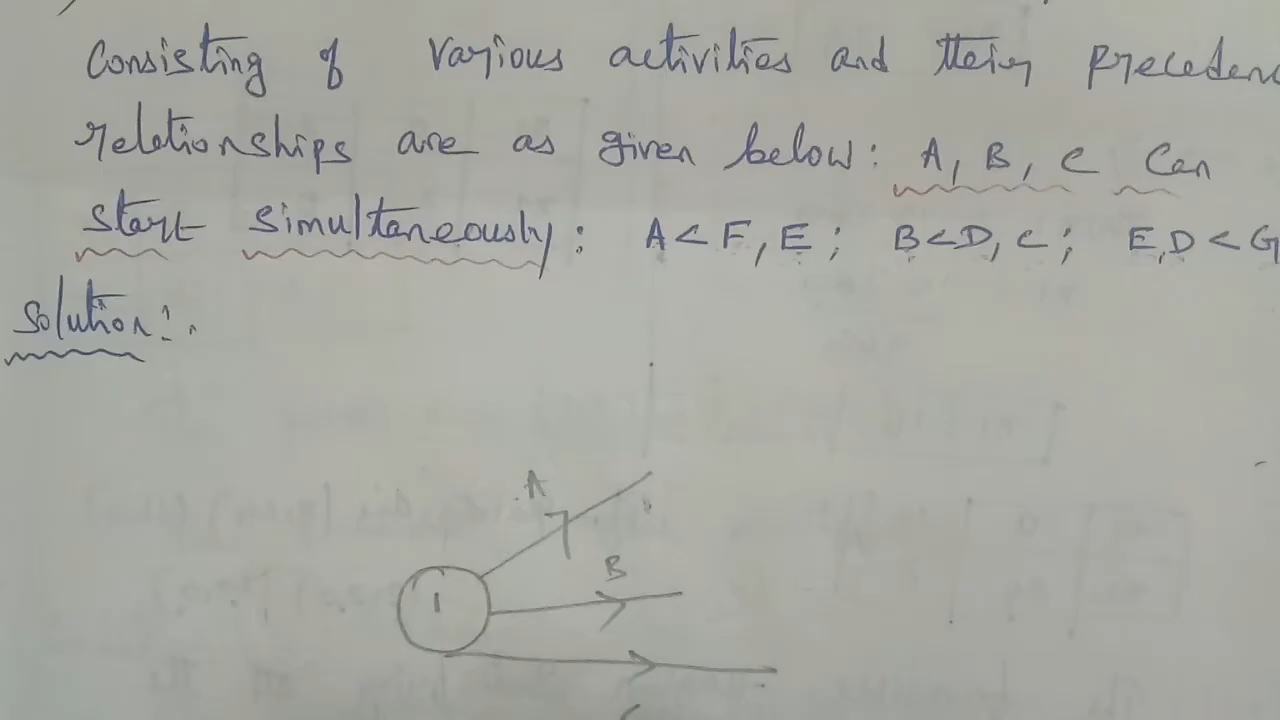 Consisting of various activities and their precedenc
relationships are as given below: A, B, C Can
start simultaneously: A < F, E; B < D, C; E, D < G
Solution:
A
B
1